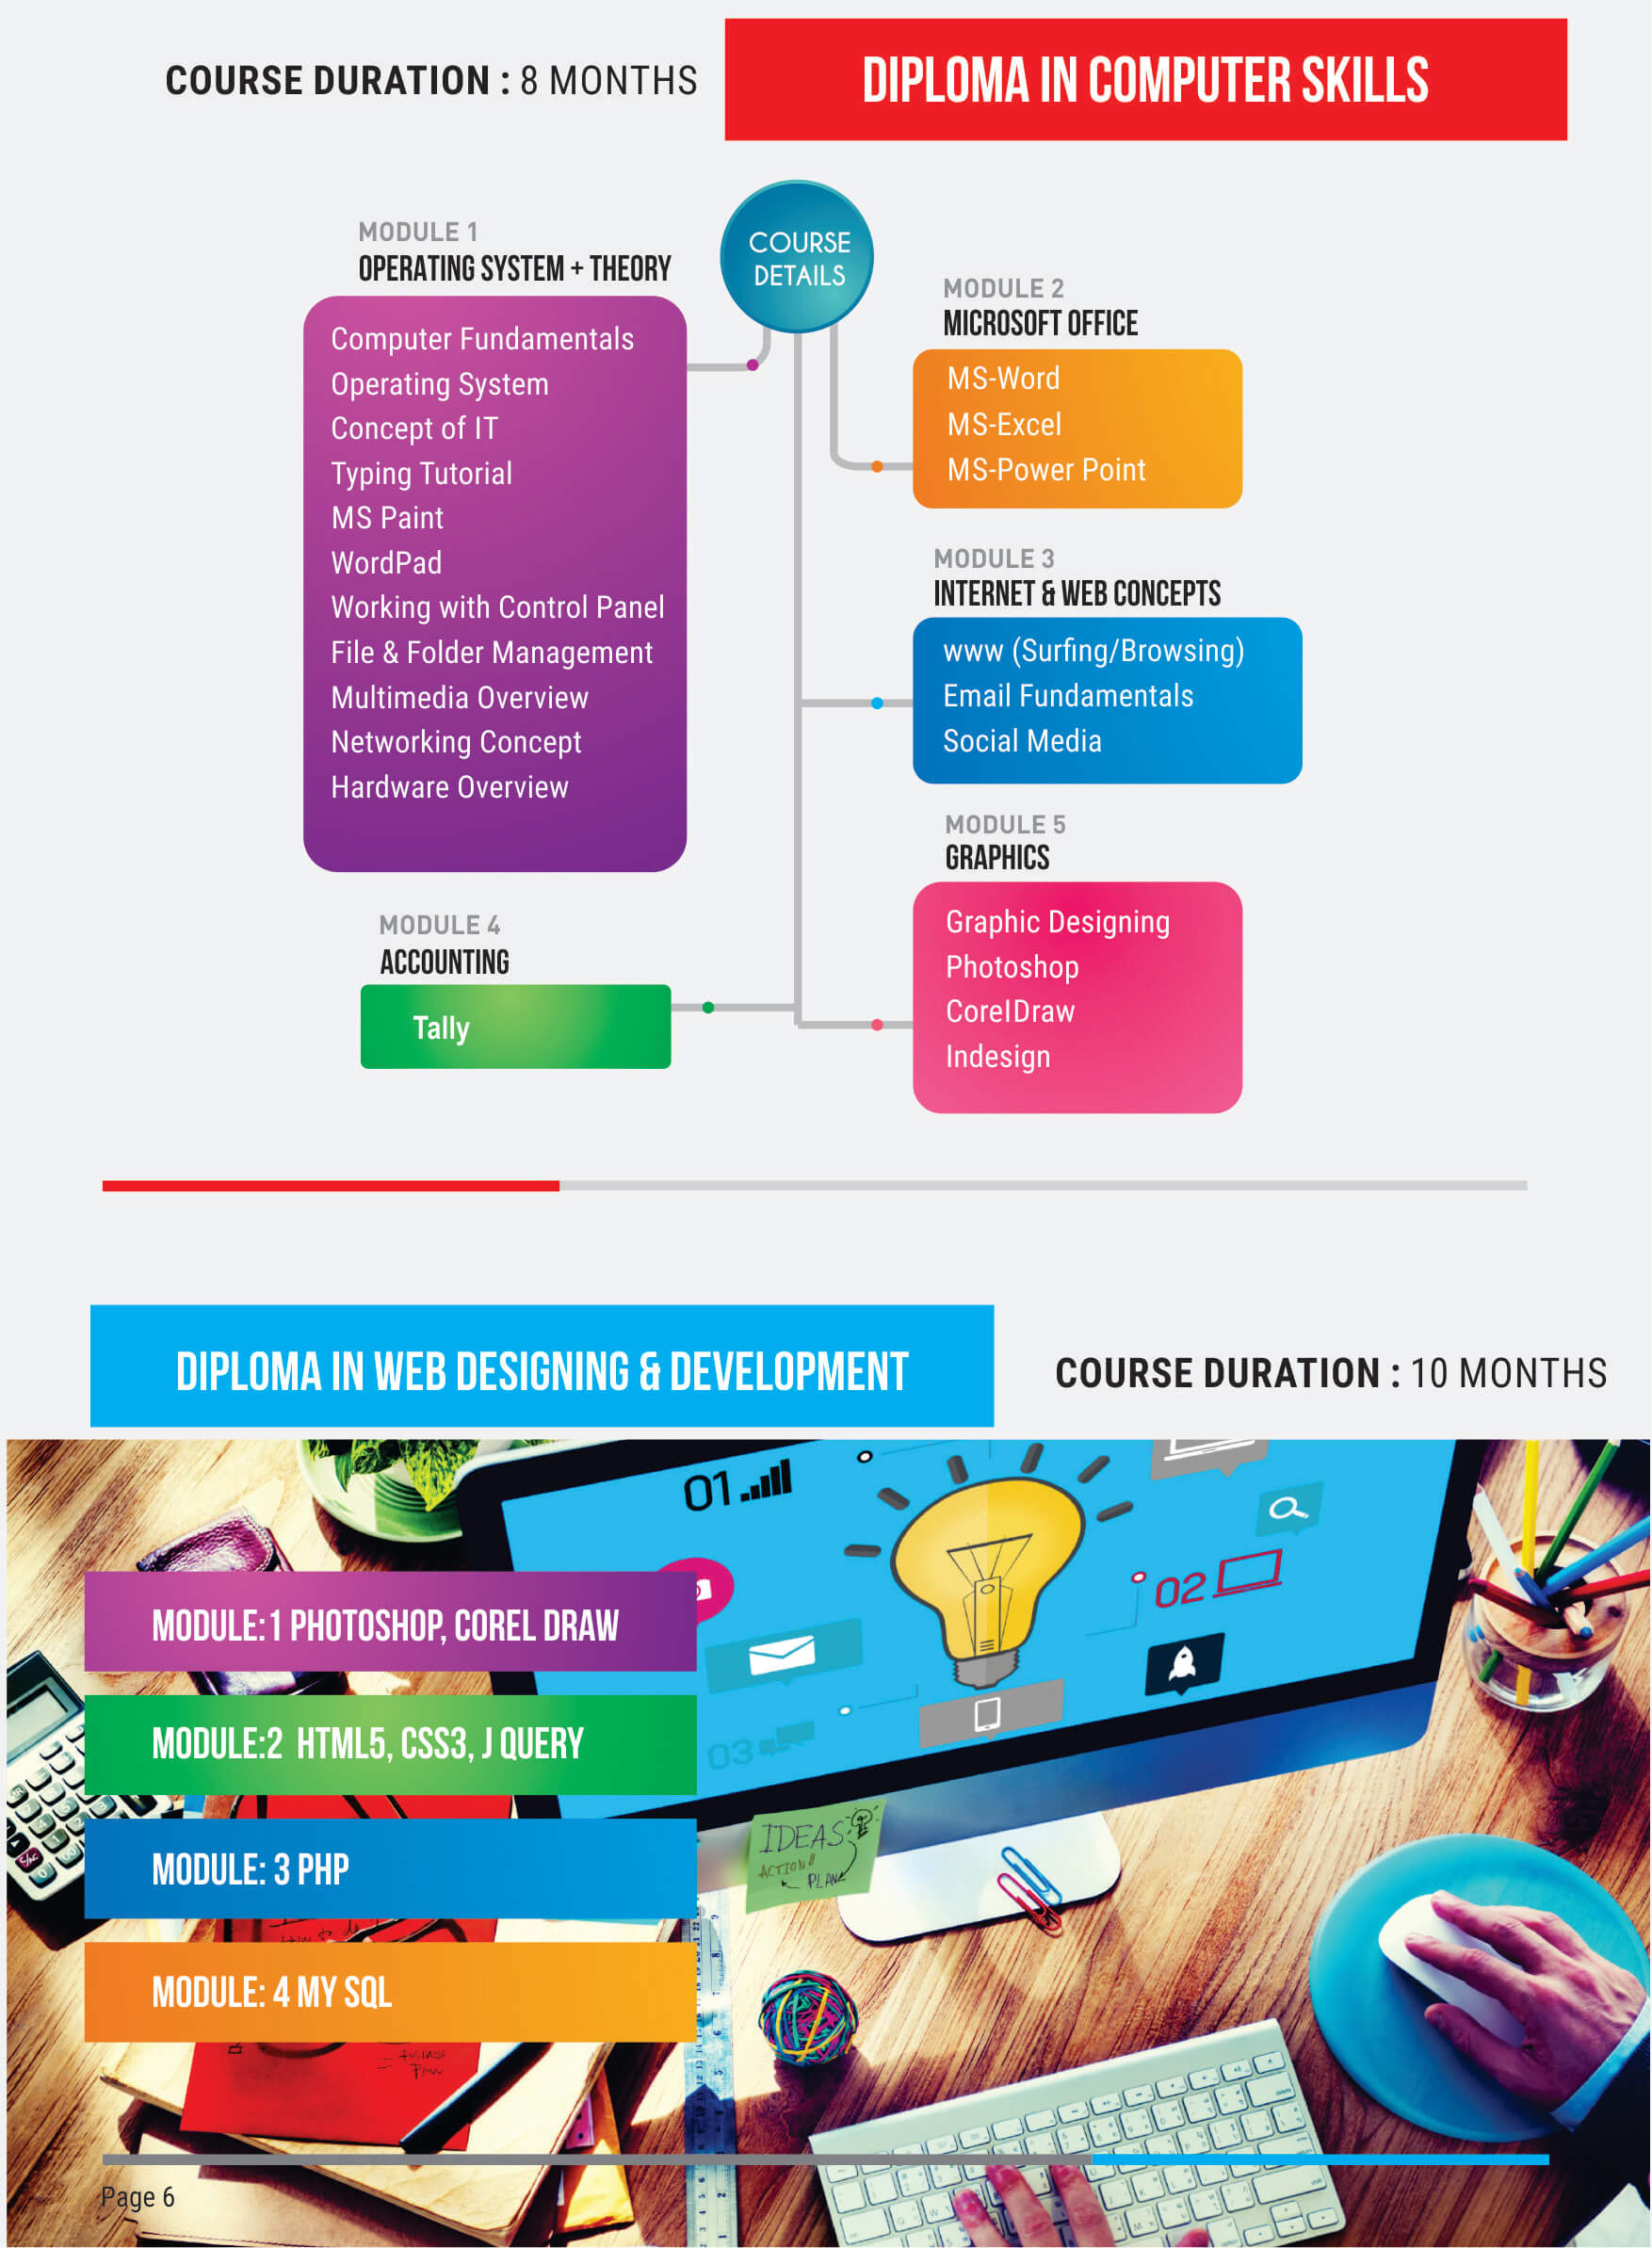 COURSE DURATION : 8 MONTHS
DIPLOMA IN COMPUTER SKILLS
COURSE
DETAILS
MODULE 1
OPERATING SYSTEM + THEORY
Computer Fundamentals
Operating System
Concept of IT
Typing Tutorial
MS Paint
WordPad
Working with Control Panel
File & Folder Management
Multimedia Overview
Networking Concept
Hardware Overview
MODULE 2
MICROSOFT OFFICE
MS-Word
MS-Excel
MS-Power Point
MODULE 3
INTERNET & WEB CONCEPTS
www (Surfing/Browsing)
Email Fundamentals
Social Media
MODULE 4
ACCOUNTING
Tally
MODULE 5
GRAPHICS
Graphic Designing
Photoshop
CorelDraw
Indesign
DIPLOMA IN WEB DESIGNING & DEVELOPMENT
COURSE DURATION : 10 MONTHS
01
02
03
MODULE:1 PHOTOSHOP, COREL DRAW
MODULE:2 HTML5, CSS3, J QUERY
MODULE: 3 PHP
MODULE: 4 MY SQL
IDEAS
ACTION
PLAN
Page 6